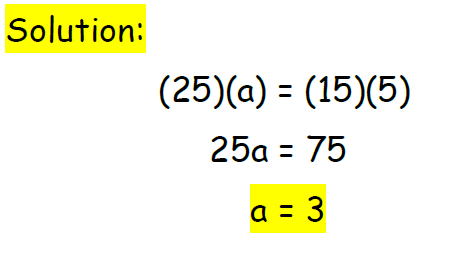 Solution:
(25)(a) = (15)(5)
25a = 75
a = 3